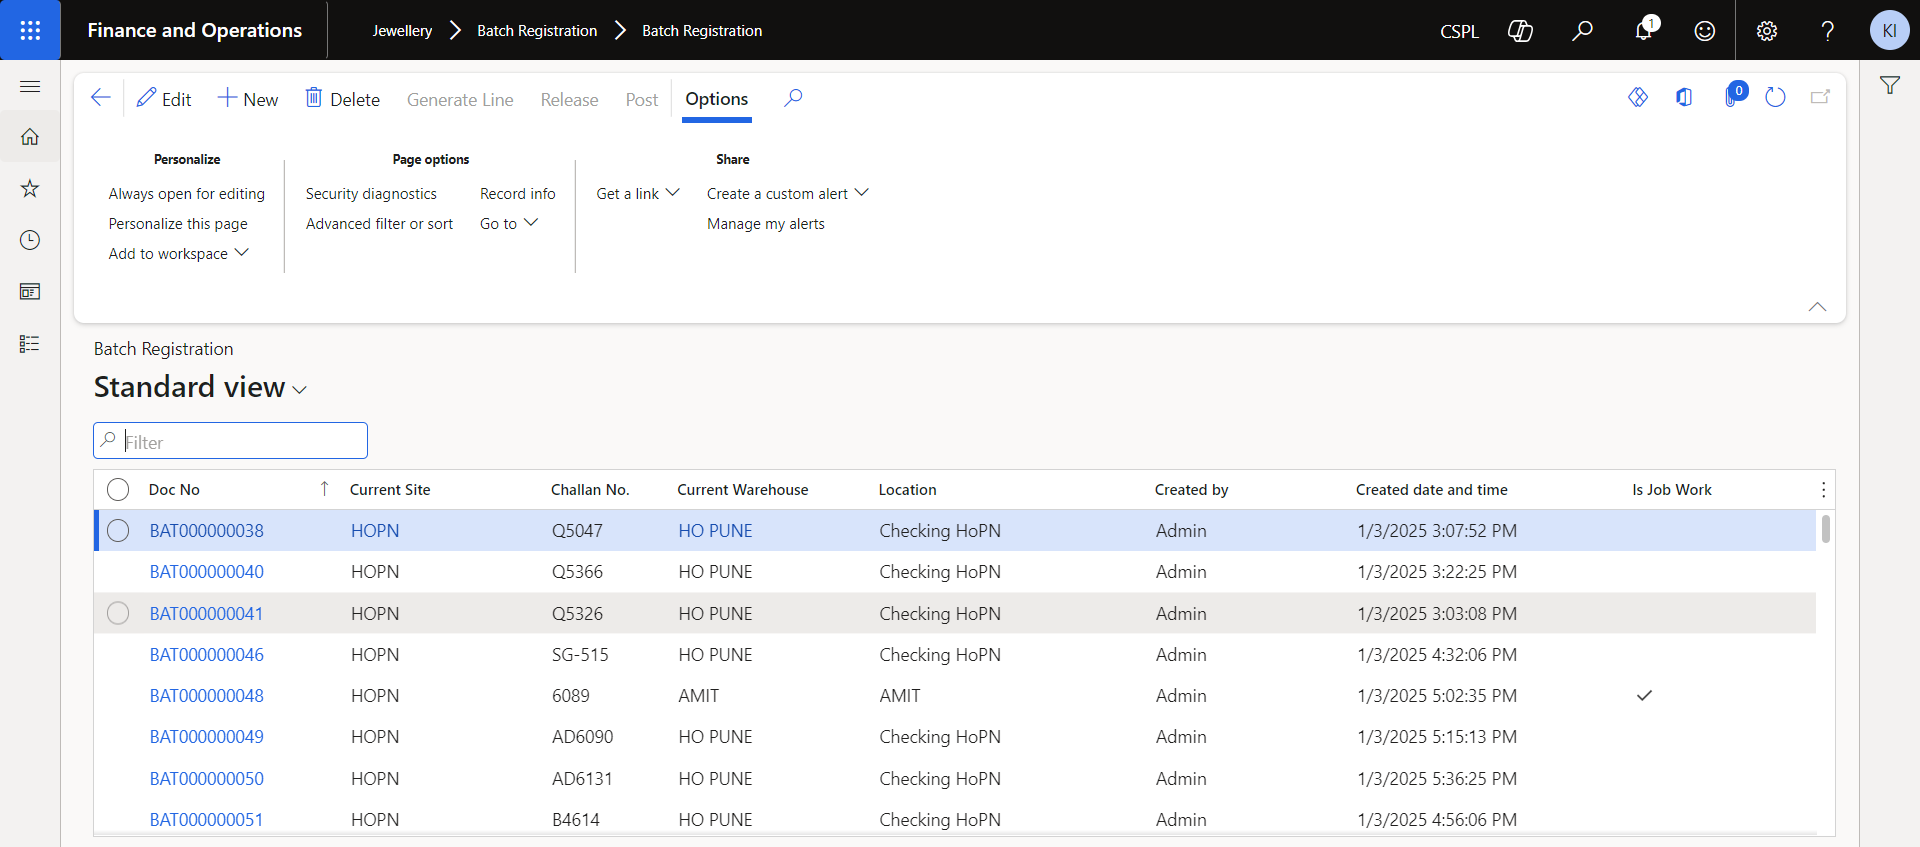 Finance and Operations Jewellery Batch Registration Batch Registration CSPL 1 ? KI
Edit New Delete Generate Line Release Post Options 0
Personalize Page options Share
Always open for editing Security diagnostics Record info Get a link Create a custom alert
Personalize this page Advanced filter or sort Go to Manage my alerts
Add to workspace
Batch Registration
Standard view
Filter
Doc No Current Site Challan No. Current Warehouse Location Created by Created date and time Is Job Work
BAT000000038 HOPN Q5047 HO PUNE Checking HoPN Admin 1/3/2025 3:07:52 PM
BAT000000040 HOPN Q5366 HO PUNE Checking HoPN Admin 1/3/2025 3:22:25 PM
BAT000000041 HOPN Q5326 HO PUNE Checking HoPN Admin 1/3/2025 3:03:08 PM
BAT000000046 HOPN SG-515 HO PUNE Checking HoPN Admin 1/3/2025 4:32:06 PM
BAT000000048 HOPN 6089 AMIT AMIT Admin 1/3/2025 5:02:35 PM
BAT000000049 HOPN AD6090 HO PUNE Checking HoPN Admin 1/3/2025 5:15:13 PM
BAT000000050 HOPN AD6131 HO PUNE Checking HoPN Admin 1/3/2025 5:36:25 PM
BAT000000051 HOPN B4614 HO PUNE Checking HoPN Admin 1/3/2025 4:56:06 PM